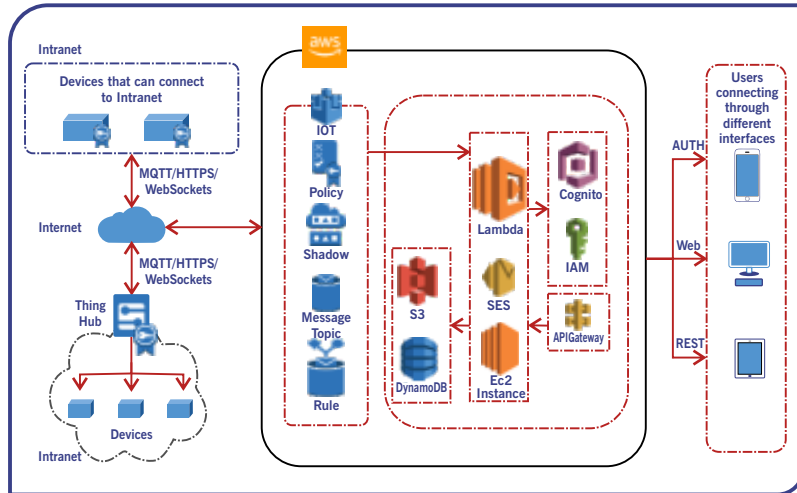 Intranet
Devices that can connect
to Intranet
MQTT/HTTPS/
WebSockets
Internet
MQTT/HTTPS/
WebSockets
Thing
Hub
Devices
Intranet
aws
IOT
Policy
Shadow
Message
Topic
Rule
S3
DynamoDB
Lambda
SES
Ec2
Instance
Cognito
IAM
APIGateway
AUTH
Web
REST
Users
connecting
through
different
interfaces